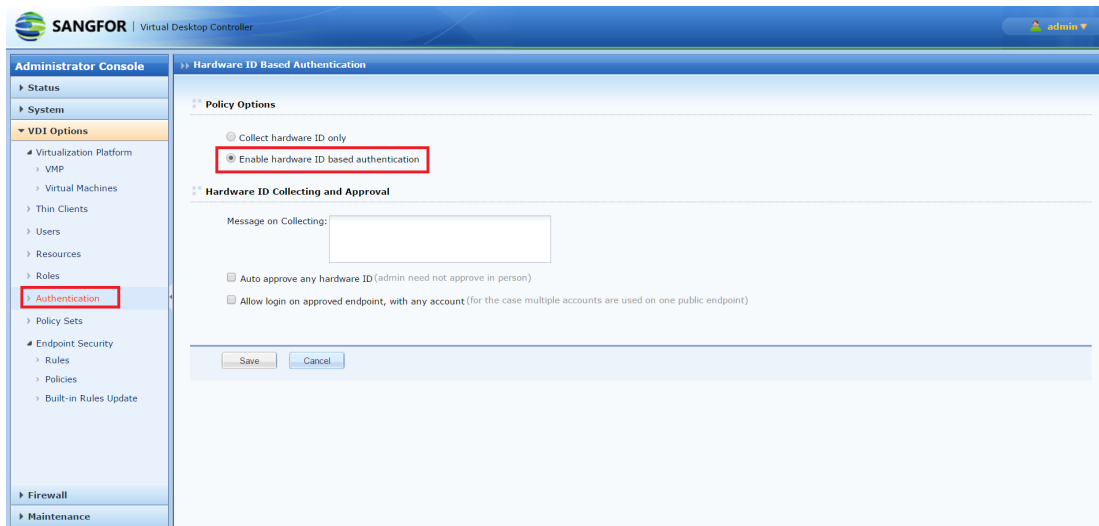 SANGFOR | Virtual Desktop Controller
admin
Administrator Console
Status
System
VDI Options
Virtualization Platform
VMP
Virtual Machines
Thin Clients
Users
Resources
Roles
Authentication
Policy Sets
Endpoint Security
Rules
Policies
Built-in Rules Update
Firewall
Maintenance
Hardware ID Based Authentication
Policy Options
Collect hardware ID only
Enable hardware ID based authentication
Hardware ID Collecting and Approval
Message on Collecting:
Auto approve any hardware ID (admin need not approve in person)
Allow login on approved endpoint, with any account (for the case multiple accounts are used on one public endpoint)
Save Cancel